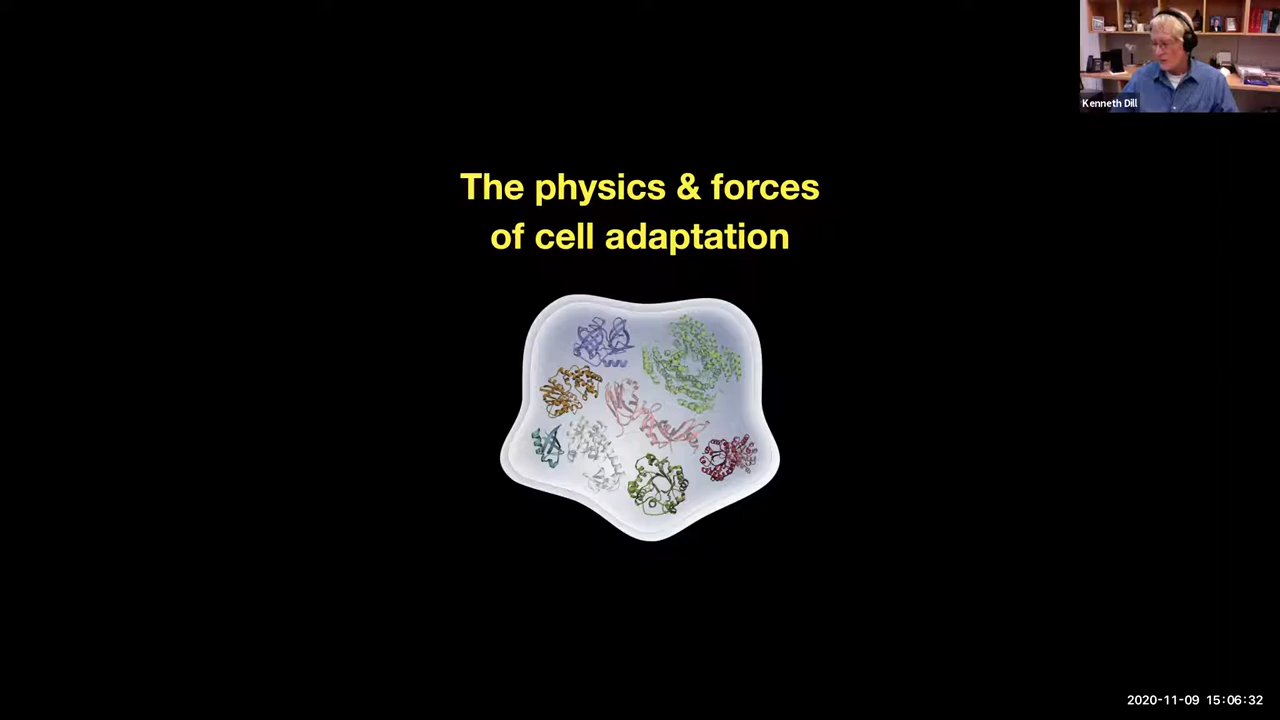 Kenneth Dill
The physics & forces
of cell adaptation
2020-11-09 15:06:32